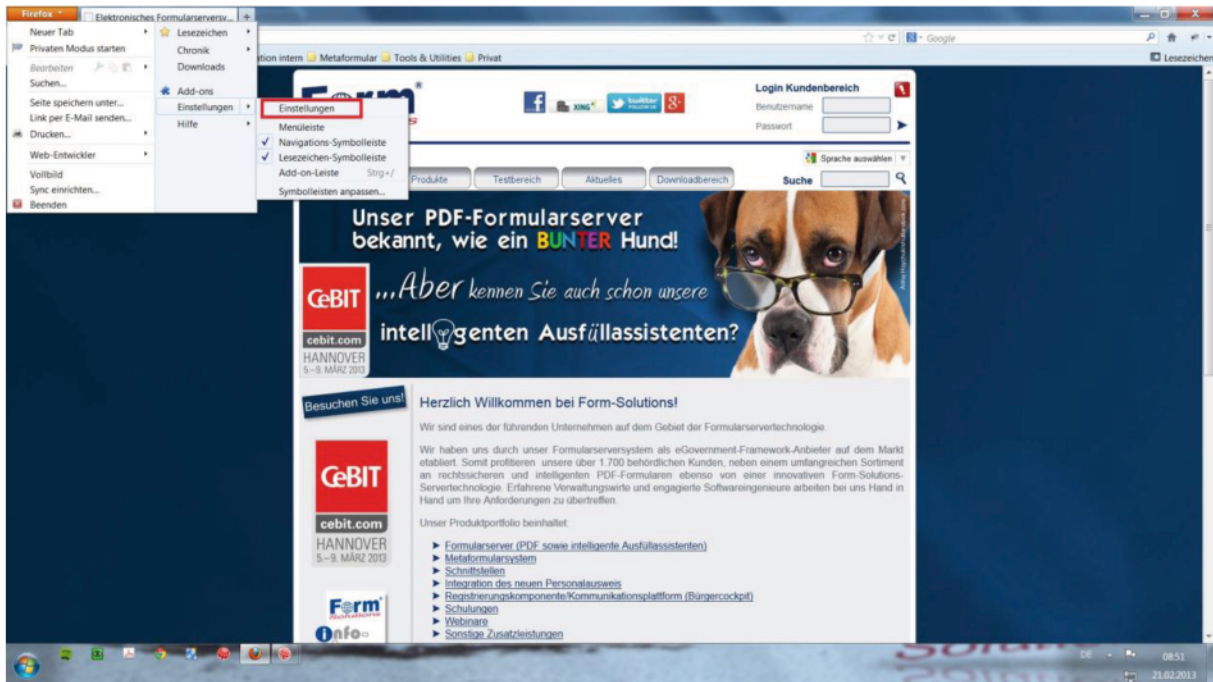 Firefox
Elektronisches Formularserversv...
Neuer Tab
Privaten Modus starten
Bearbeiten
Suchen...
Seite speichern unter...
Link per E-Mail senden...
Drucken...
Web-Entwickler
Vollbild
Sync einrichten...
Beenden
Lesezeichen
Chronik
Downloads
Add-ons
Einstellungen
Hilfe
Einstellungen
Menüleiste
Navigations-Symbolleiste
Lesezeichen-Symbolleiste
Add-on-Leiste Strg+/
Symbolleisten anpassen...
Google
tion intern Metaformular Tools & Utilities Privat
Lesezeichen
XING
twitter
Login Kundenbereich
Benutzername
Passwort
Sprache auswählen
Produkte Testbereich Aktuelles Downloadbereich
Suche
Unser PDF-Formularserver
bekannt, wie ein BUNTER Hund!
...Aber kennen Sie auch schon unsere
intelligenten Ausfüllassistenten?
CeBIT
cebit.com
HANNOVER
5.–9. MÄRZ 2013
Besuchen Sie uns!
CeBIT
cebit.com
HANNOVER
5.–9. MÄRZ 2013
Form
Solutions
info
Herzlich Willkommen bei Form-Solutions!
Wir sind eines der führenden Unternehmen auf dem Gebiet der Formularservertechnologie.
Wir haben uns durch unser Formularserversystem als eGovernment-Framework-Anbieter auf dem Markt
etabliert. Somit profitieren unsere über 1.700 behördlichen Kunden, neben einem umfangreichen Sortiment
an rechtssicheren und intelligenten PDF-Formularen ebenso von einer innovativen Form-Solutions-
Servertechnologie. Erfahrene Verwaltungswirte und engagierte Softwareingenieure arbeiten bei uns Hand in
Hand um Ihre Anforderungen zu übertreffen.
Unser Produktportfolio beinhaltet:
Formularserver (PDF sowie intelligente Ausfüllassistenten)
Metaformularsystem
Schnittstellen
Integration des neuen Personalausweis
Registrierungskomponente/Kommunikationsplattform (Bürgercockpit)
Schulungen
Webinare
Sonstige Zusatzleistungen
DE
08:51
21.02.2013